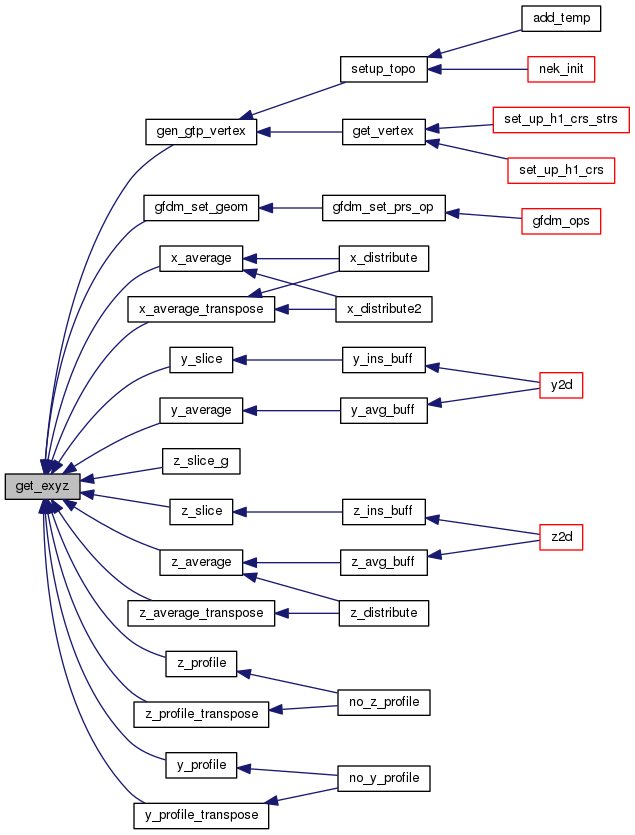 add_temp
setup_topo
nek_init
gen_gtp_vertex
get_vertex
set_up_h1_crs_strs
set_up_h1_crs
gfdm_set_geom
gfdm_set_prs_op
gfdm_ops
x_average
x_distribute
x_average_transpose
x_distribute2
y_slice
y_ins_buff
y2d
y_average
y_avg_buff
z_slice_g
get_exyz
z_slice
z_ins_buff
z2d
z_average
z_avg_buff
z_average_transpose
z_distribute
z_profile
no_z_profile
z_profile_transpose
y_profile
no_y_profile
y_profile_transpose